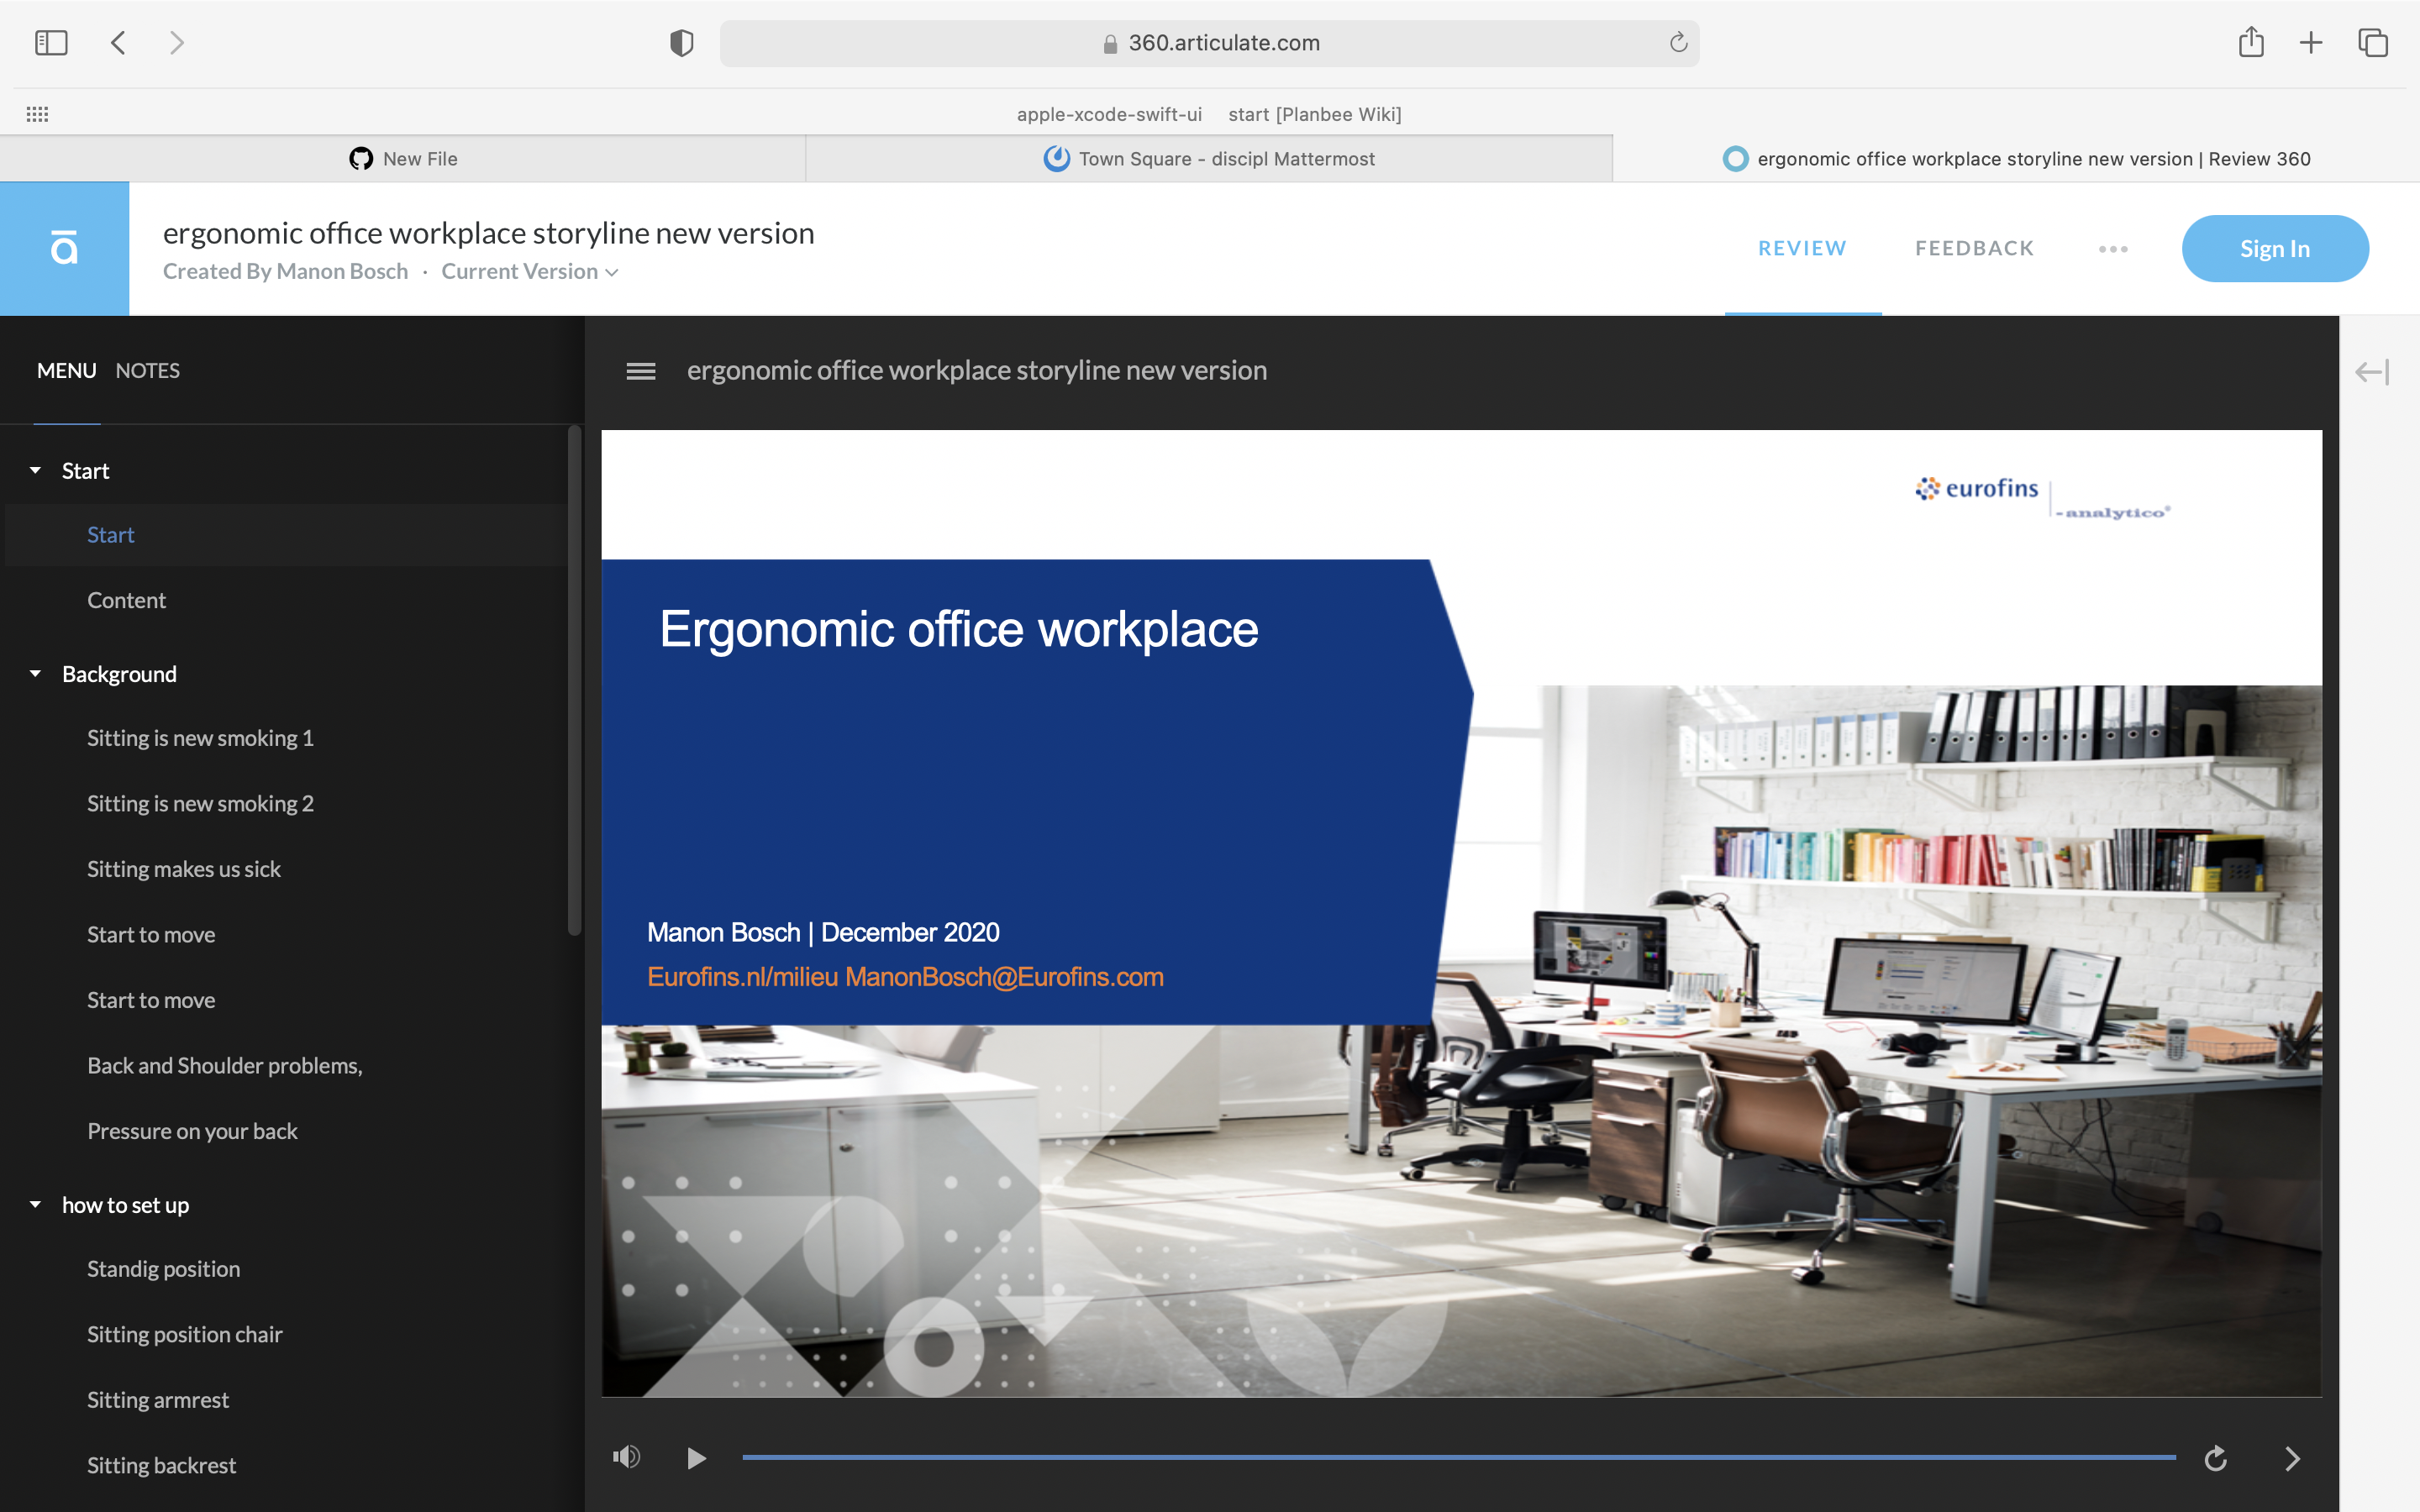 360.articulate.com
apple-xcode-swift-ui start [Planbee Wiki]
New File
Town Square - discipl Mattermost
ergonomic office workplace storyline new version | Review 360
ergonomic office workplace storyline new version
Created By Manon Bosch · Current Version
REVIEW
FEEDBACK
Sign In
MENU NOTES
Start
Start
Content
Background
Sitting is new smoking 1
Sitting is new smoking 2
Sitting makes us sick
Start to move
Start to move
Back and Shoulder problems,
Pressure on your back
how to set up
Standig position
Sitting position chair
Sitting armrest
Sitting backrest
ergonomic office workplace storyline new version
eurofins
-analytico®
Ergonomic office workplace
Manon Bosch | December 2020
Eurofins.nl/milieu ManonBosch@Eurofins.com